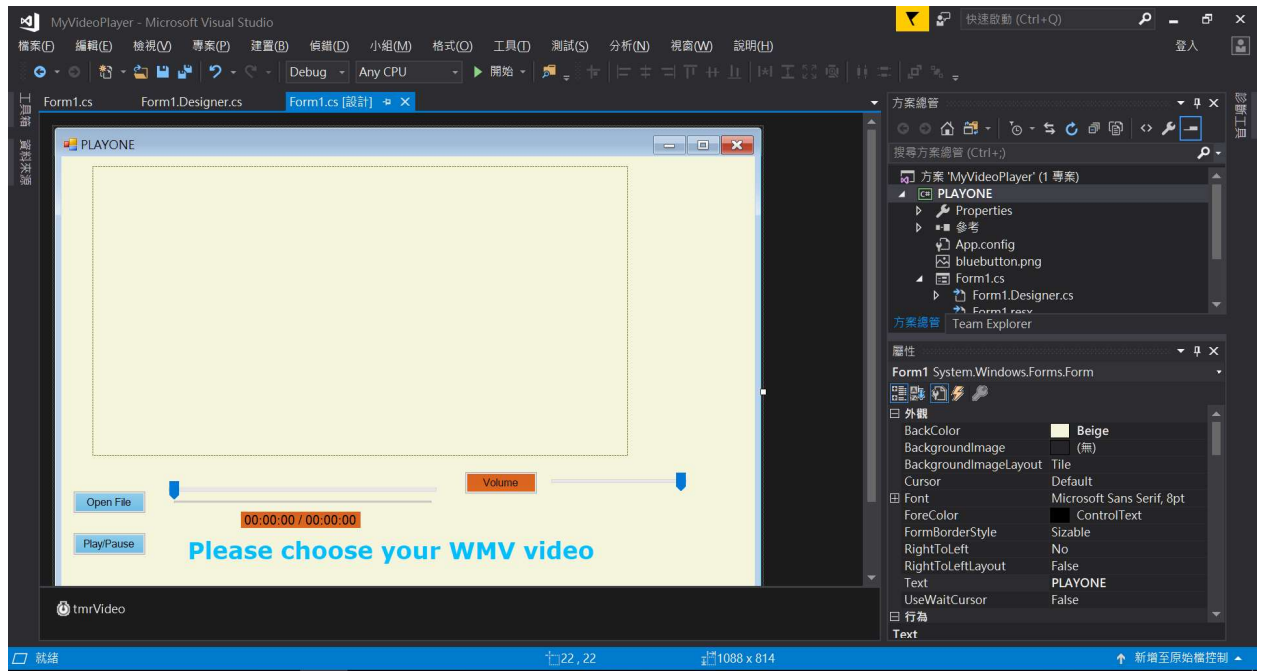 MyVideoPlayer - Microsoft Visual Studio
快速啟動 (Ctrl+Q)
檔案(F) 編輯(E) 檢視(V) 專案(P) 建置(B) 偵錯(D) 小組(M) 格式(O) 工具(T) 測試(S) 分析(N) 視窗(W) 說明(H)
登入
Debug Any CPU 開始
工具箱
資料來源
Form1.cs Form1.Designer.cs Form1.cs [設計]
PLAYONE
Volume
Open File
00:00:00 / 00:00:00
Play/Pause
Please choose your WMV video
tmrVideo
方案總管
搜尋方案總管 (Ctrl+;)
方案 'MyVideoPlayer' (1 專案)
C# PLAYONE
Properties
參考
App.config
bluebutton.png
Form1.cs
Form1.Designer.cs
Form1.resx
方案總管 Team Explorer
診斷工具
屬性
Form1 System.Windows.Forms.Form
外觀
BackColor Beige
BackgroundImage (無)
BackgroundImageLayout Tile
Cursor Default
Font Microsoft Sans Serif, 8pt
ForeColor ControlText
FormBorderStyle Sizable
RightToLeft No
RightToLeftLayout False
Text PLAYONE
UseWaitCursor False
行為
Text
就緒
22 , 22
1088 x 814
新增至原始檔控制